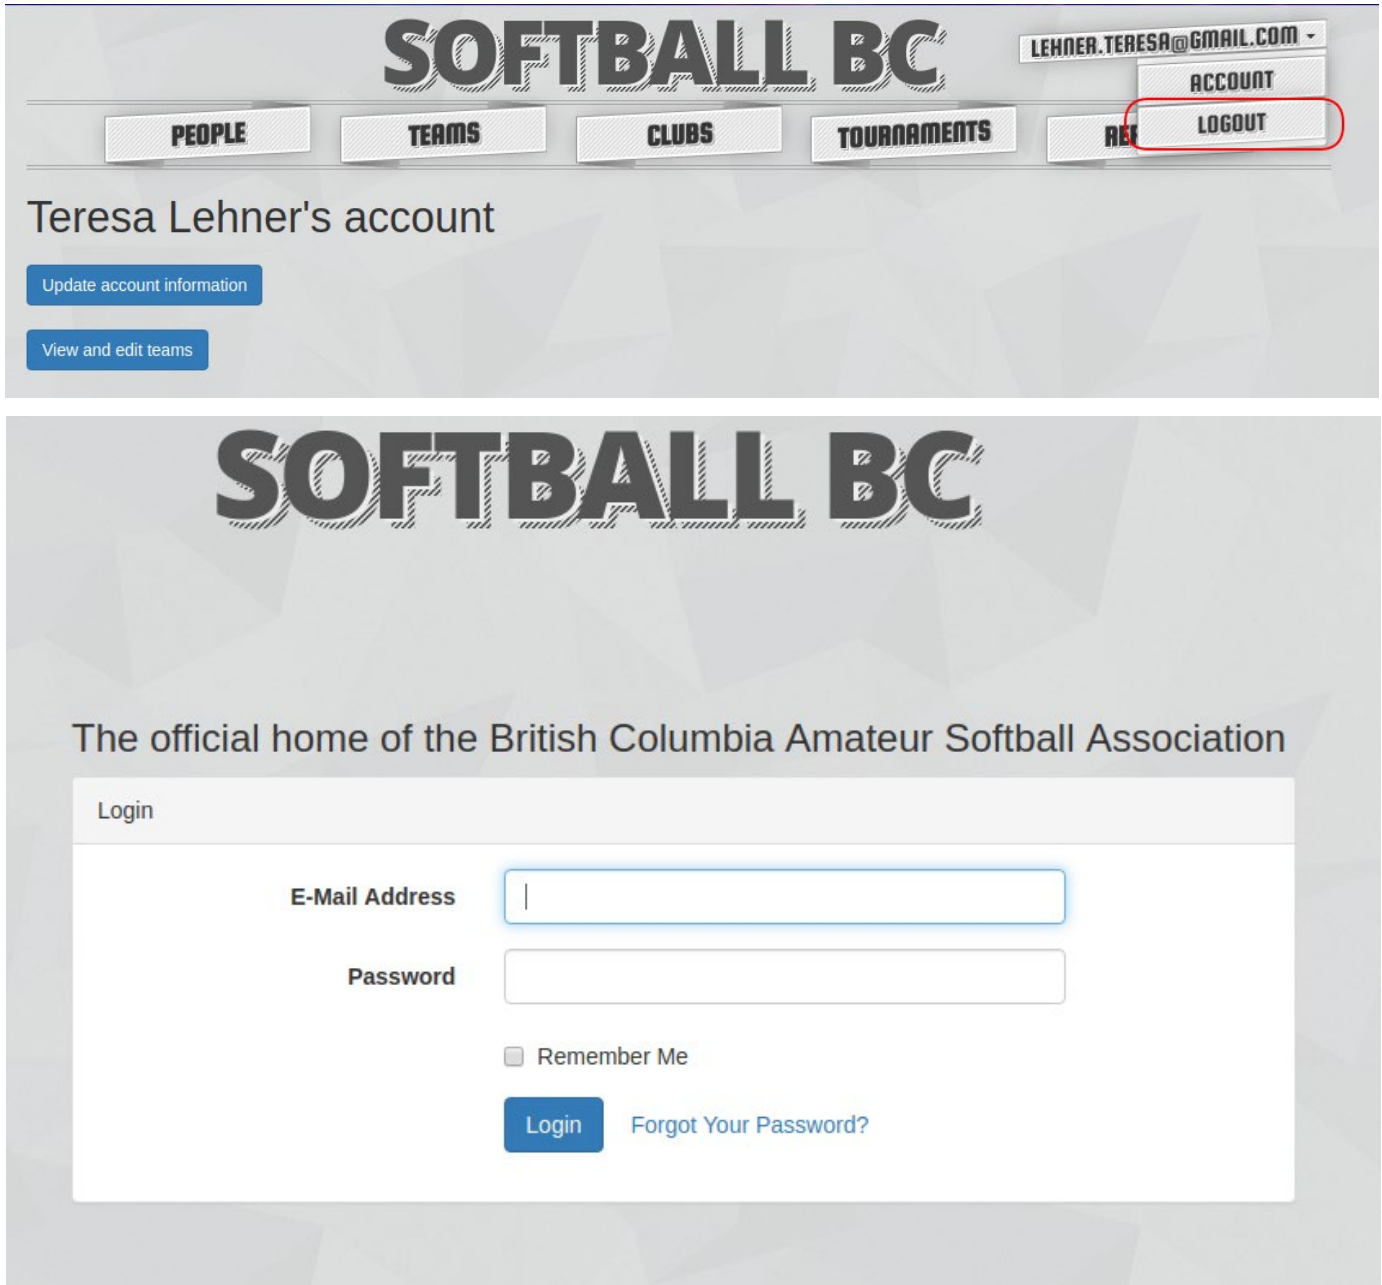 SOFTBALL BC
LEHNER.TERESA@GMAIL.COM
ACCOUNT
LOGOUT
PEOPLE TEAMS CLUBS TOURNAMENTS
Teresa Lehner's account
Update account information
View and edit teams
SOFTBALL BC
The official home of the British Columbia Amateur Softball Association
Login
E-Mail Address
Password
Remember Me
Login Forgot Your Password?